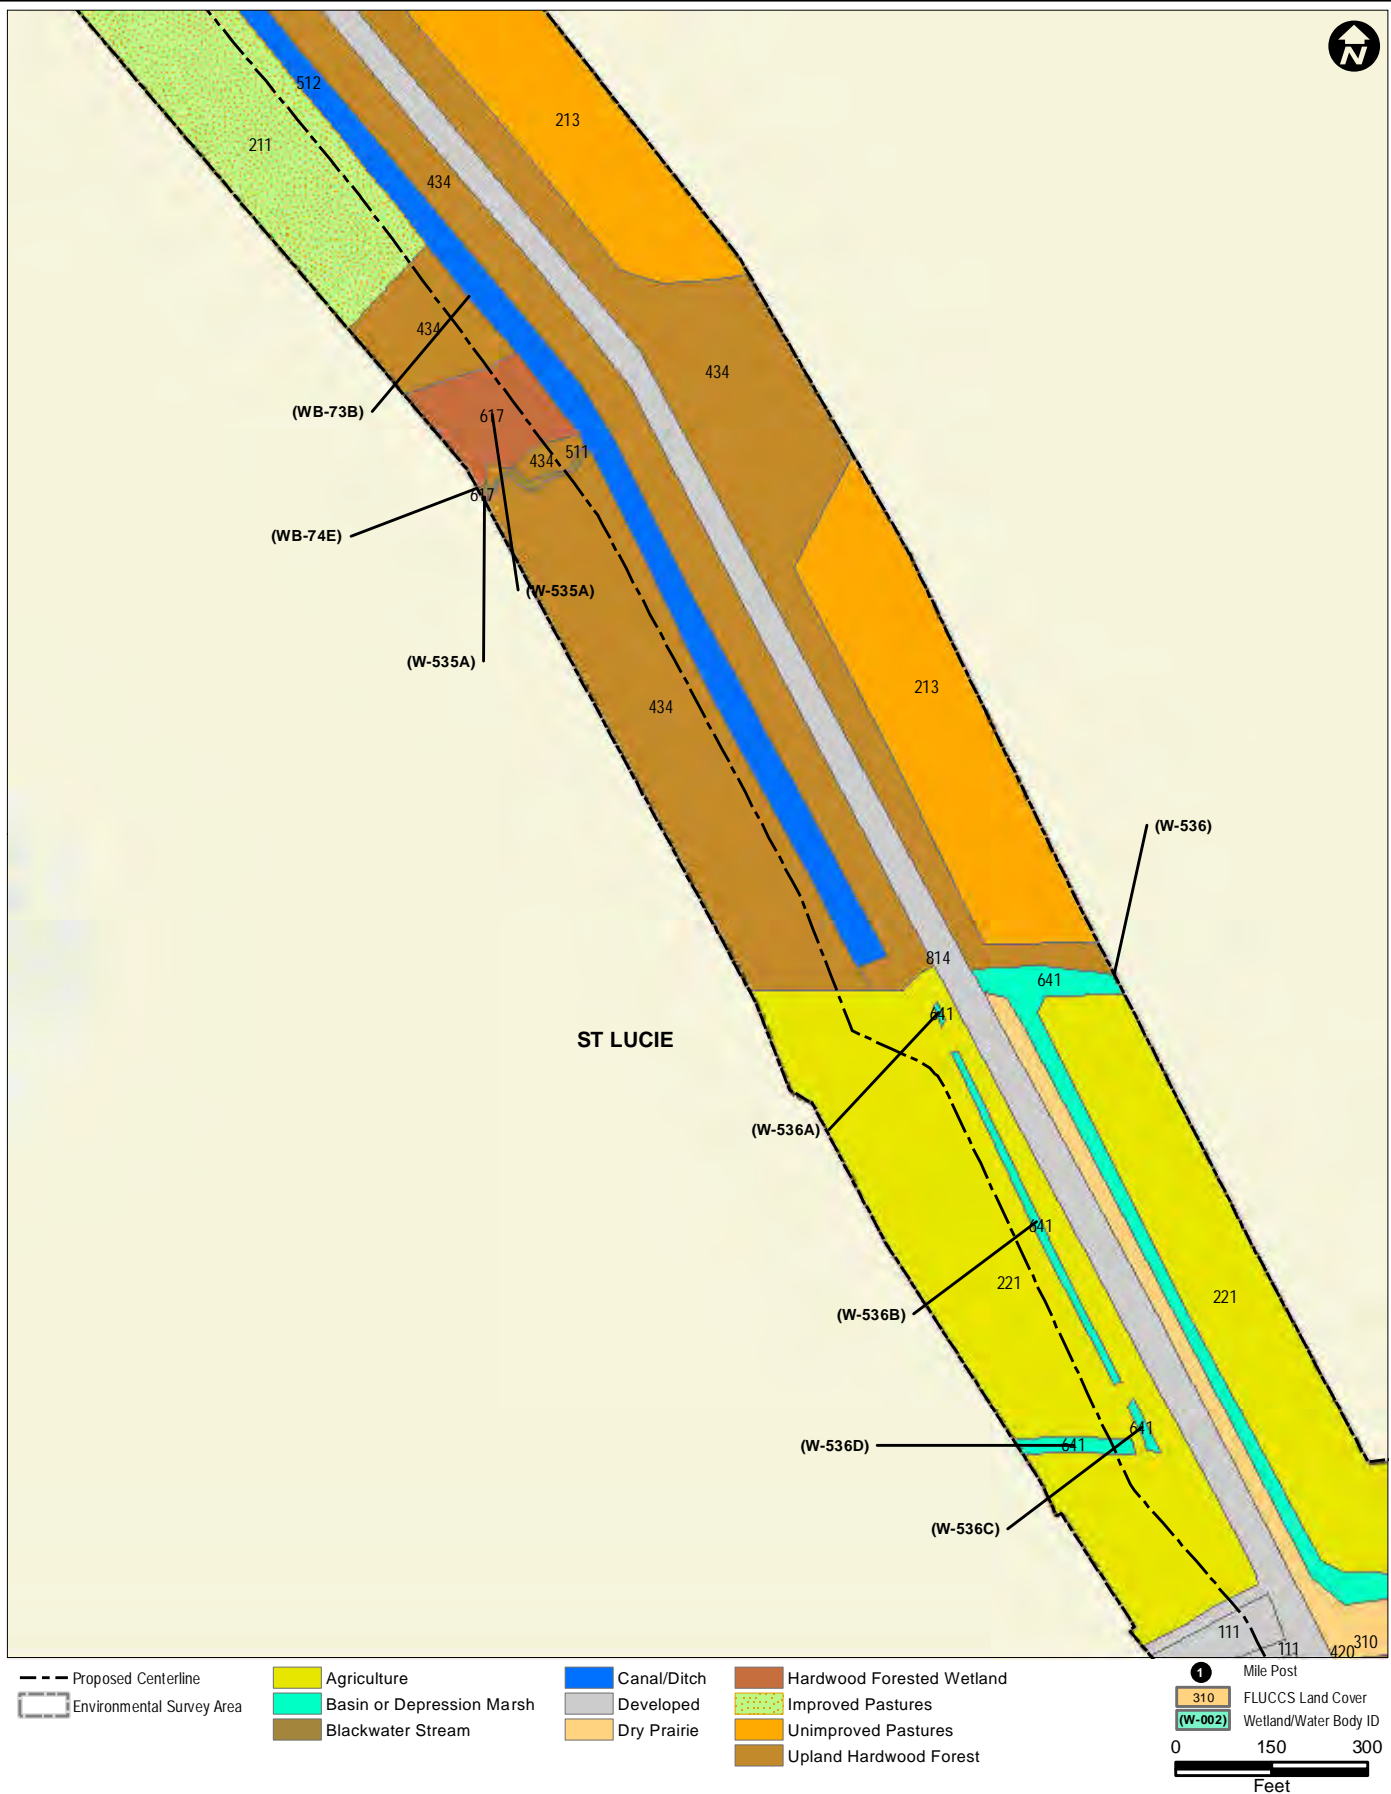 N
512
213
211
434
434
434
(WB-73B)
617
434
511
617
(WB-74E)
(W-535A)
(W-535A)
434
213
(W-536)
814
641
641
ST LUCIE
(W-536A)
641
221
221
(W-536B)
641
(W-536D)
641
(W-536C)
111
111
420
310
Proposed Centerline
Environmental Survey Area
Agriculture
Basin or Depression Marsh
Blackwater Stream
Canal/Ditch
Developed
Dry Prairie
Hardwood Forested Wetland
Improved Pastures
Unimproved Pastures
Upland Hardwood Forest
1 Mile Post
310 FLUCCS Land Cover
(W-002) Wetland/Water Body ID
0 150 300
Feet